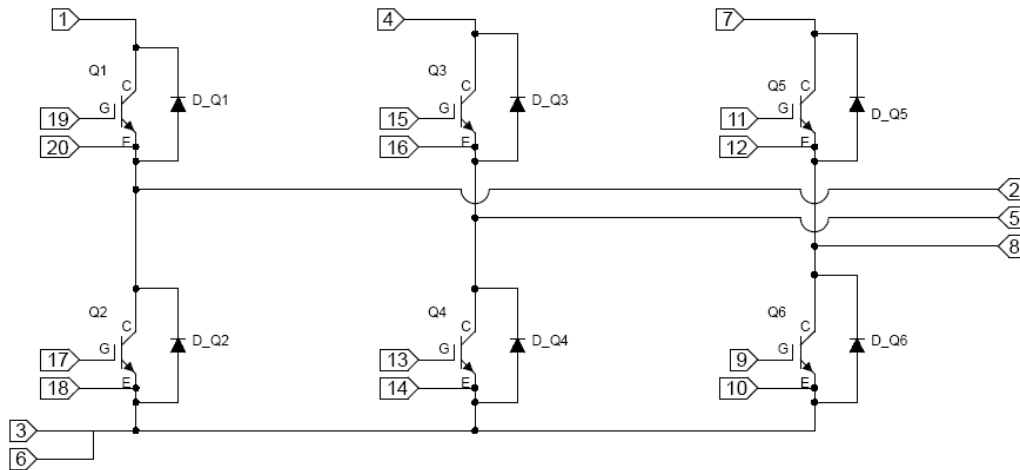 1 4 7
Q1 C D_Q1 Q3 C D_Q3 Q5 C D_Q5
19 G 15 G 11 G
20 E 16 E 12 E
2
5
8
Q2 C D_Q2 Q4 C D_Q4 Q6 C D_Q6
17 G 13 G 9 G
18 E 14 E 10 E
3
6